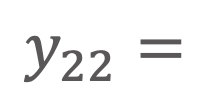 y₂₂ =